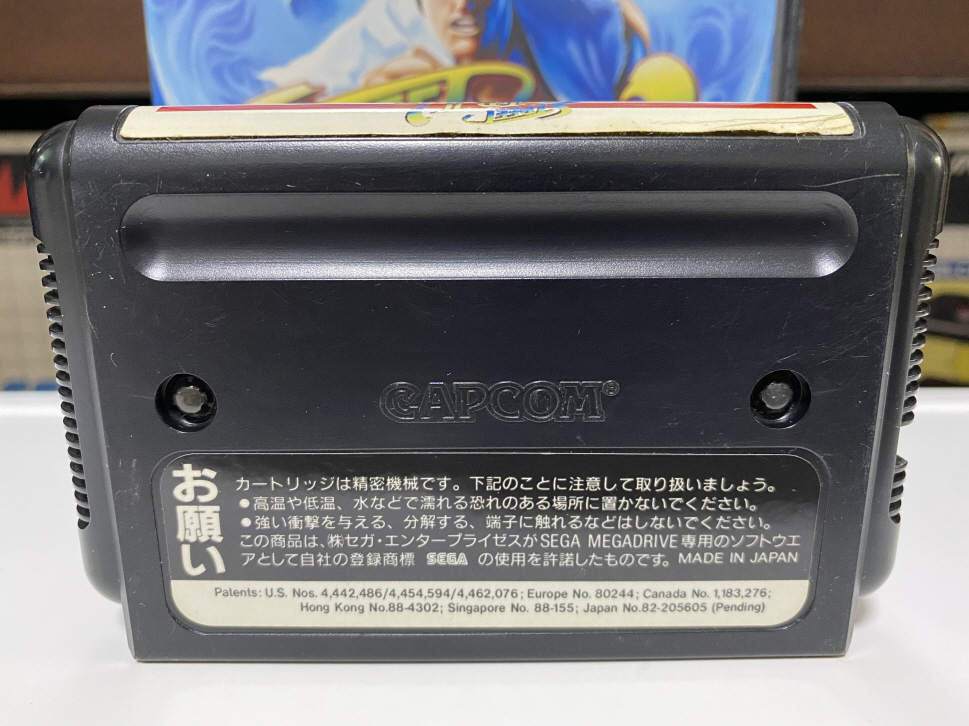 CAPCOM®
お願い
カートリッジは精密機械です。下記のことに注意して取り扱いましょう。
●高温や低温、水などで濡れる恐れのある場所に置かないでください。
●強い衝撃を与える、分解する、端子に触れるなどはしないでください。
この商品は、㈱セガ・エンタープライゼスがSEGA MEGADRIVE専用のソフトウエ
アとして自社の登録商標 SEGA の使用を許諾したものです。MADE IN JAPAN
Patents: U.S. Nos. 4,442,486/4,454,594/4,462,076; Europe No. 80244; Canada No. 1,183,276;
Hong Kong No.88-4302; Singapore No. 88-155; Japan No.82-205605 (Pending)